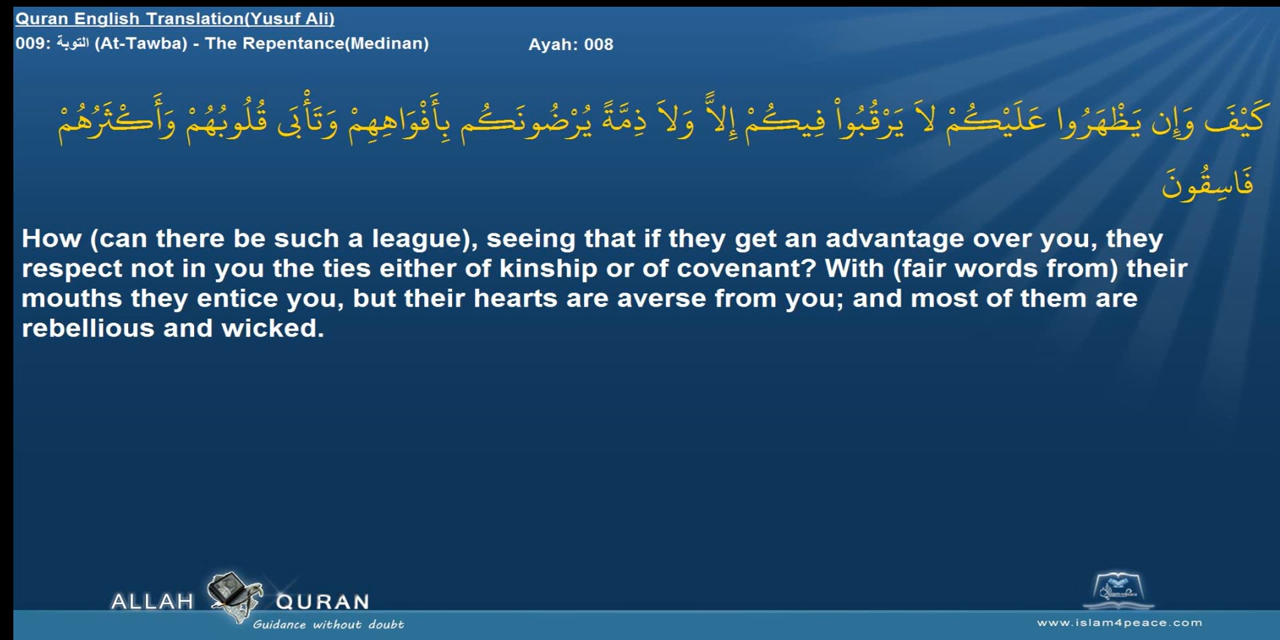 Quran English Translation(Yusuf Ali)
009: التوبة (At-Tawba) - The Repentance(Medinan) Ayah: 008
كَيْفَ وَإِن يَظْهَرُوا عَلَيْكُمْ لاَ يَرْقُبُواْ فِيكُمْ إِلاًّ وَلاَ ذِمَّةً يُرْضُونَكُم بِأَفْوَاهِهِمْ وَتَأْبَى قُلُوبُهُمْ وَأَكْثَرُهُمْ
فَاسِقُونَ
How (can there be such a league), seeing that if they get an advantage over you, they
respect not in you the ties either of kinship or of covenant? With (fair words from) their
mouths they entice you, but their hearts are averse from you; and most of them are
rebellious and wicked.
ALLAH QURAN
Guidance without doubt
www.islam4peace.com